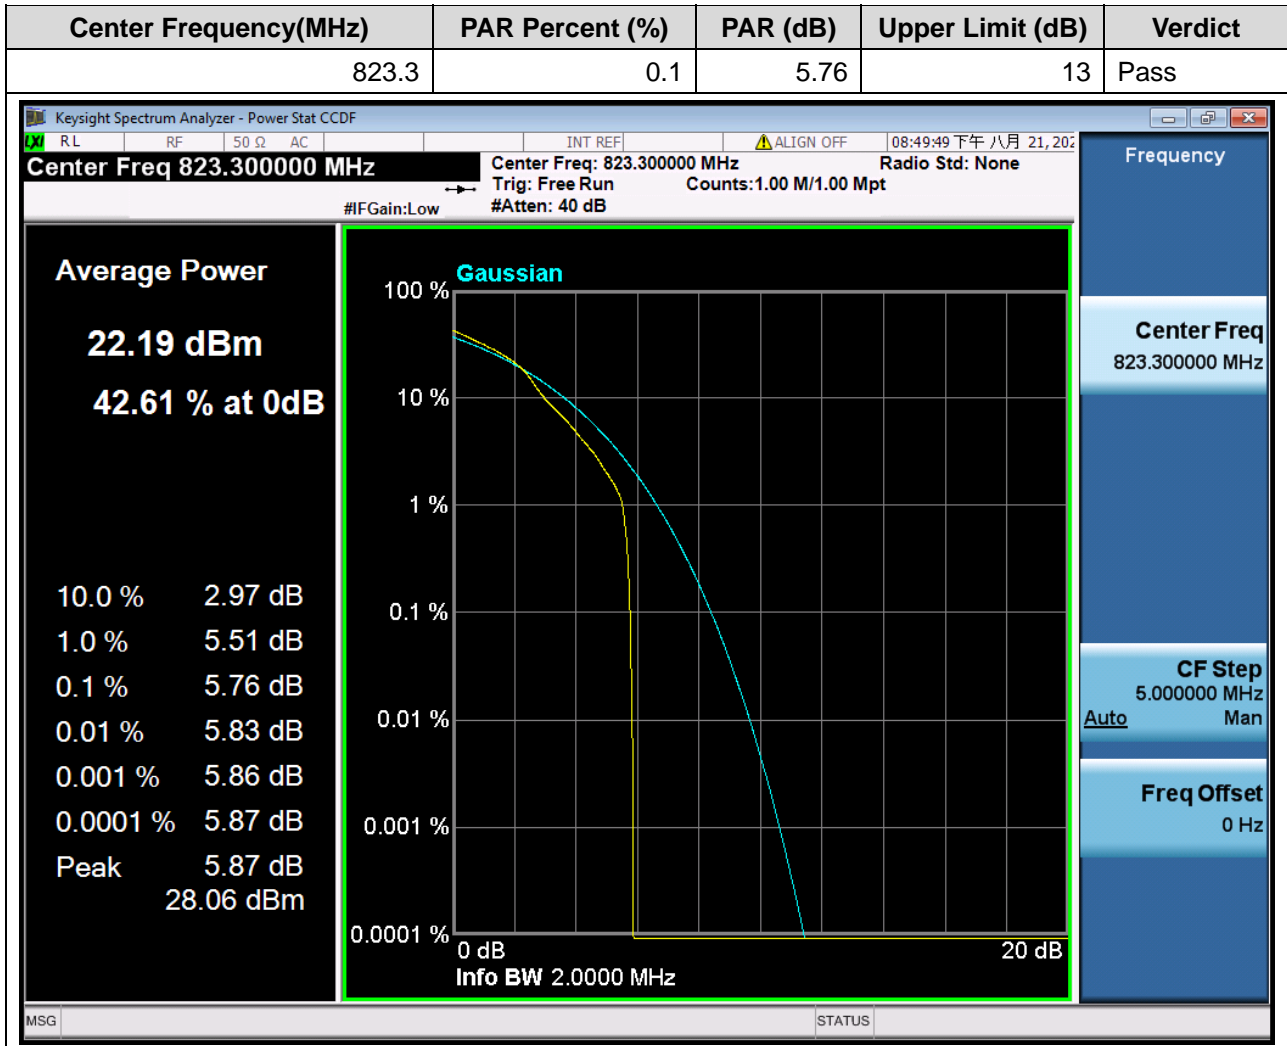 Center Frequency(MHz) PAR Percent (%) PAR (dB) Upper Limit (dB) Verdict
823.3 0.1 5.76 13 Pass
Keysight Spectrum Analyzer - Power Stat CCDF
LXI RL RF 50 Ω AC INT REF ALIGN OFF 08:49:49 下午 八月 21, 202
Center Freq 823.300000 MHz
#IFGain:Low
Center Freq: 823.300000 MHz Radio Std: None
Trig: Free Run Counts:1.00 M/1.00 Mpt
#Atten: 40 dB
Average Power
22.19 dBm
42.61 % at 0dB
10.0 % 2.97 dB
1.0 % 5.51 dB
0.1 % 5.76 dB
0.01 % 5.83 dB
0.001 % 5.86 dB
0.0001 % 5.87 dB
Peak 5.87 dB
28.06 dBm
Gaussian
100 %
10 %
1 %
0.1 %
0.01 %
0.001 %
0.0001 %
0 dB 20 dB
Info BW 2.0000 MHz
Frequency
Center Freq
823.300000 MHz
CF Step
5.000000 MHz
Auto Man
Freq Offset
0 Hz
MSG STATUS